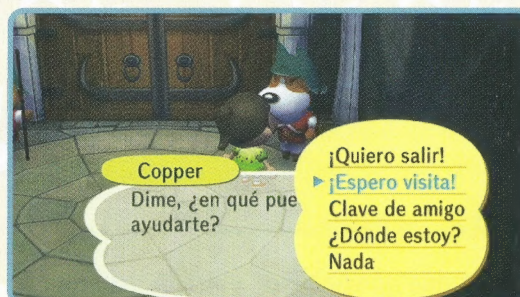 Copper
Dime, ¿en qué pue
ayudarte?
¡Quiero salir!
¡Espero visita!
Clave de amigo
¿Dónde estoy?
Nada